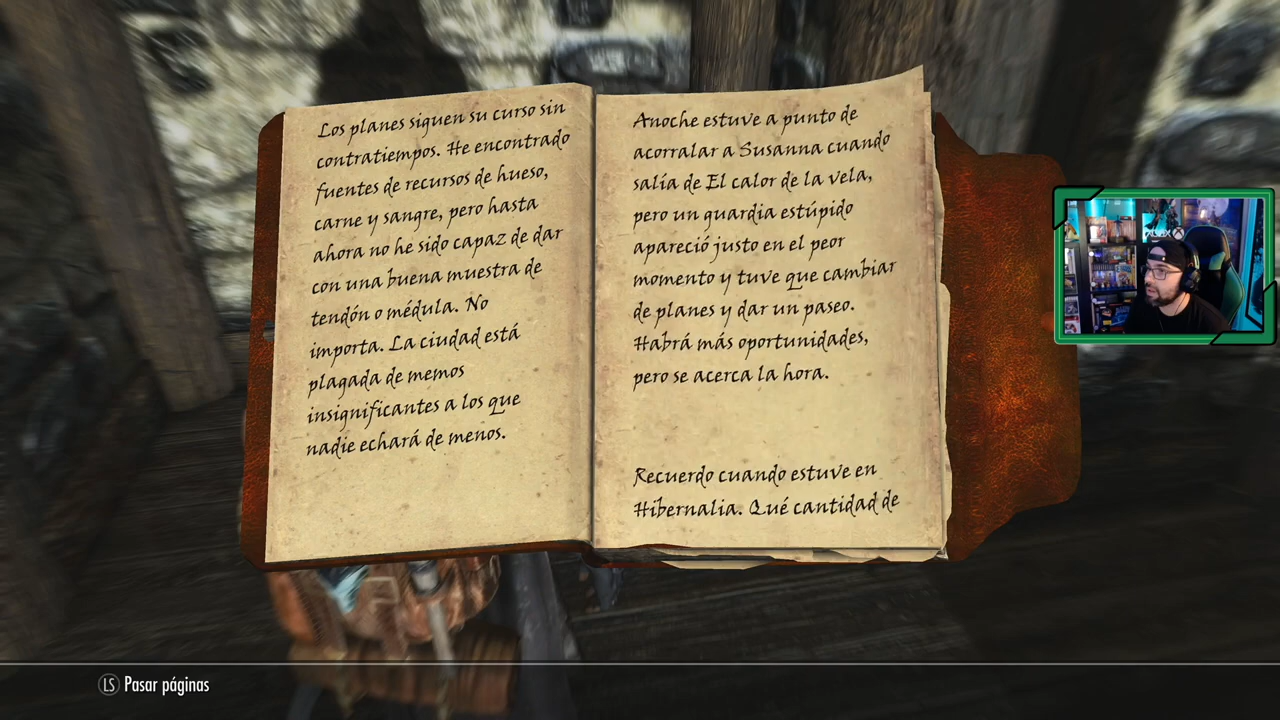 Los planes siguen su curso sin
contratiempos. He encontrado
fuentes de recursos de hueso,
carne y sangre, pero hasta
ahora no he sido capaz de dar
con una buena muestra de
tendón o médula. No
importa. La ciudad está
plagada de memos
insignificantes a los que
nadie echará de menos.
Anoche estuve a punto de
acorralar a Susanna cuando
salía de El calor de la vela,
pero un guardia estúpido
apareció justo en el peor
momento y tuve que cambiar
de planes y dar un paseo.
Habrá más oportunidades,
pero se acerca la hora.
Recuerdo cuando estuve en
Hibernalia. Qué cantidad de
LS Pasar páginas